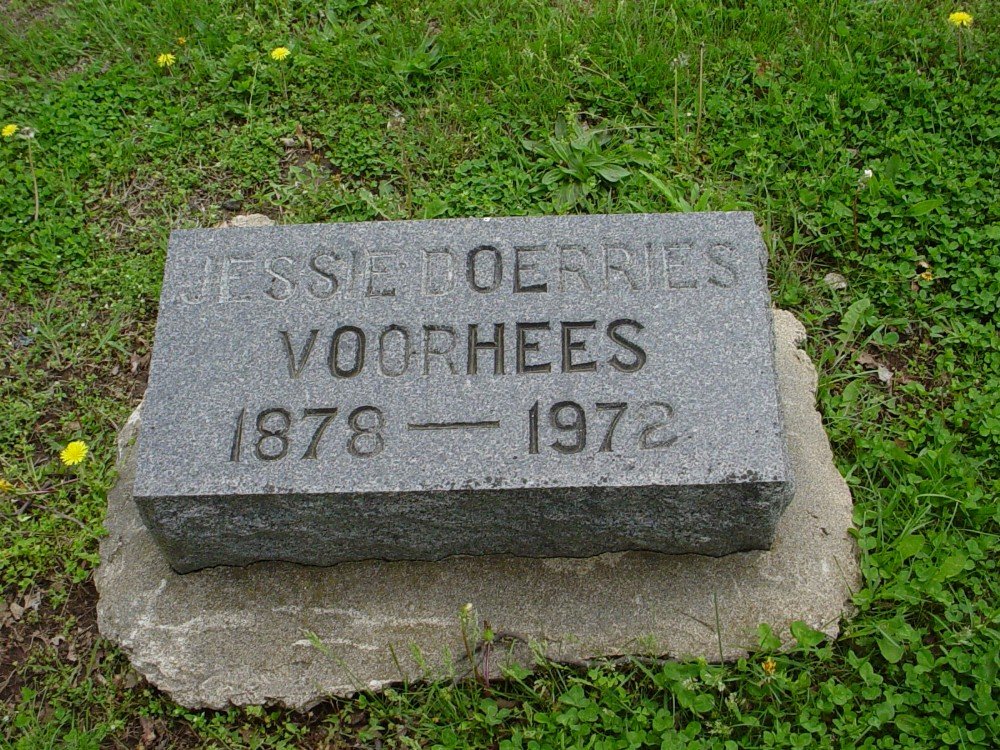 JESSIE DOERRIES
VOORHEES
1878 — 1972